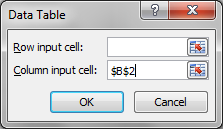 Data Table
Row input cell:
Column input cell: $B$2
OK Cancel